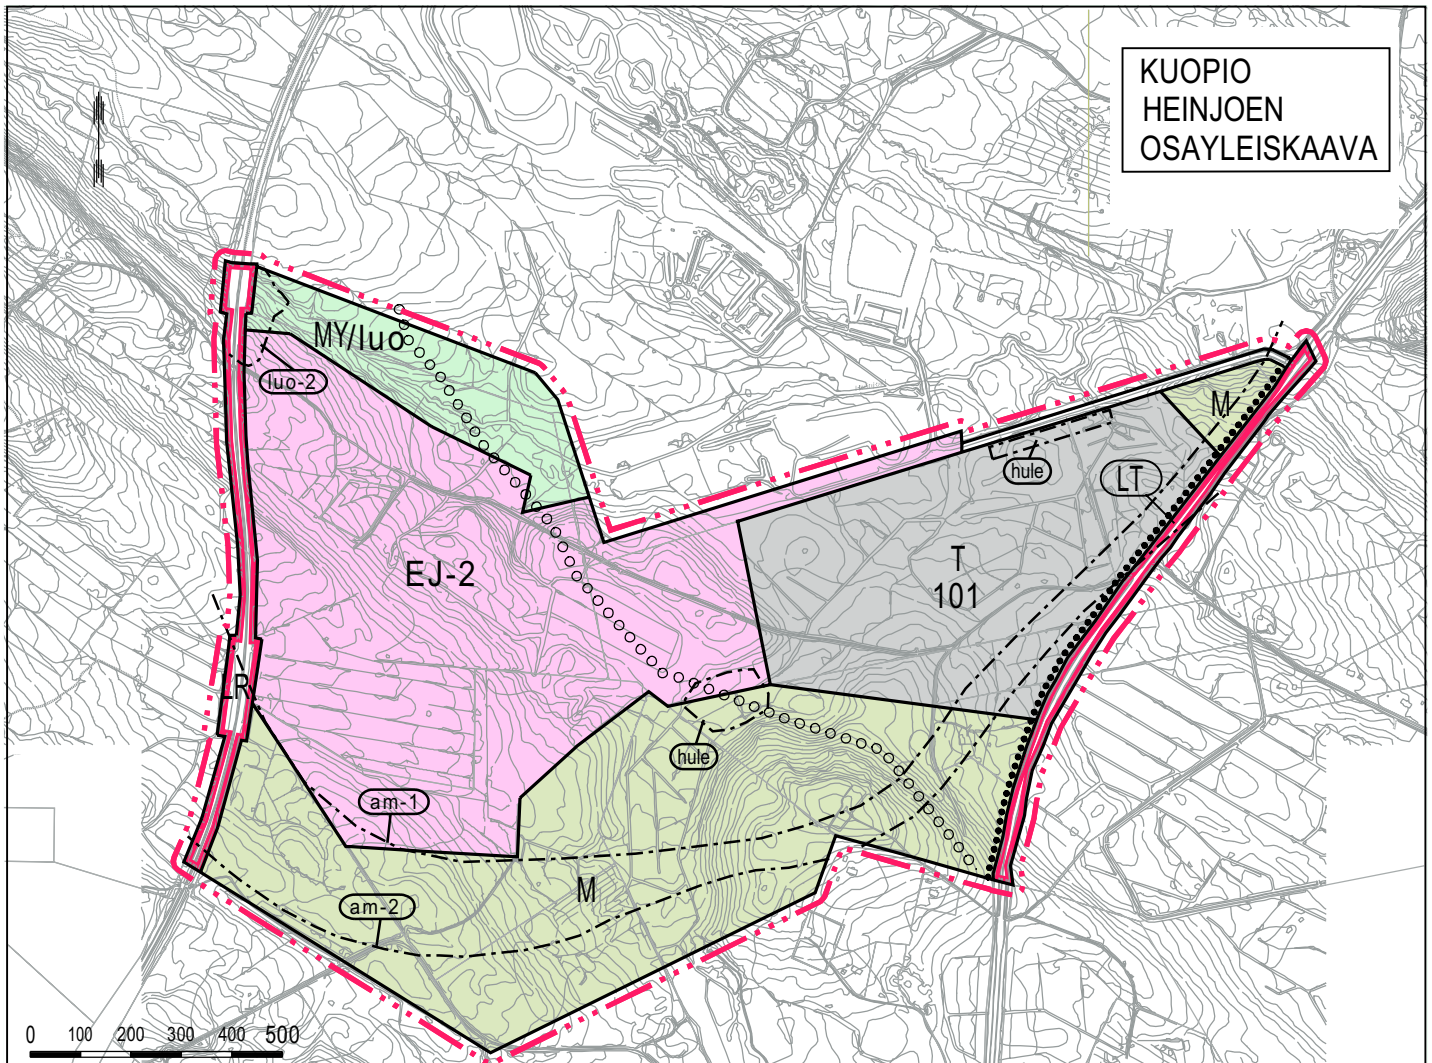 KUOPIO
HEINJOEN
OSAYLEISKAAVA
MY/luo
luo-2
M
hule
LT
EJ-2
T
101
LR
hule
am-1
M
am-2
0 100 200 300 400 500